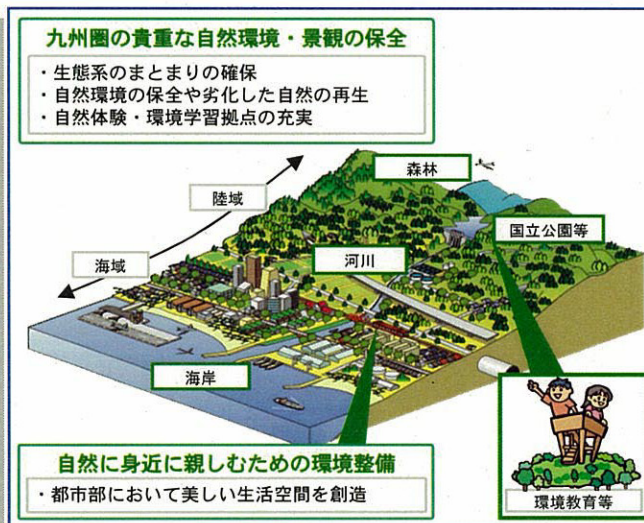 九州圏の貴重な自然環境・景観の保全
・生態系のまとまりの確保
・自然環境の保全や劣化した自然の再生
・自然体験・環境学習拠点の充実
森林
陸域
国立公園等
河川
海域
海岸
自然に身近に親しむための環境整備
・都市部において美しい生活空間を創造
環境教育等